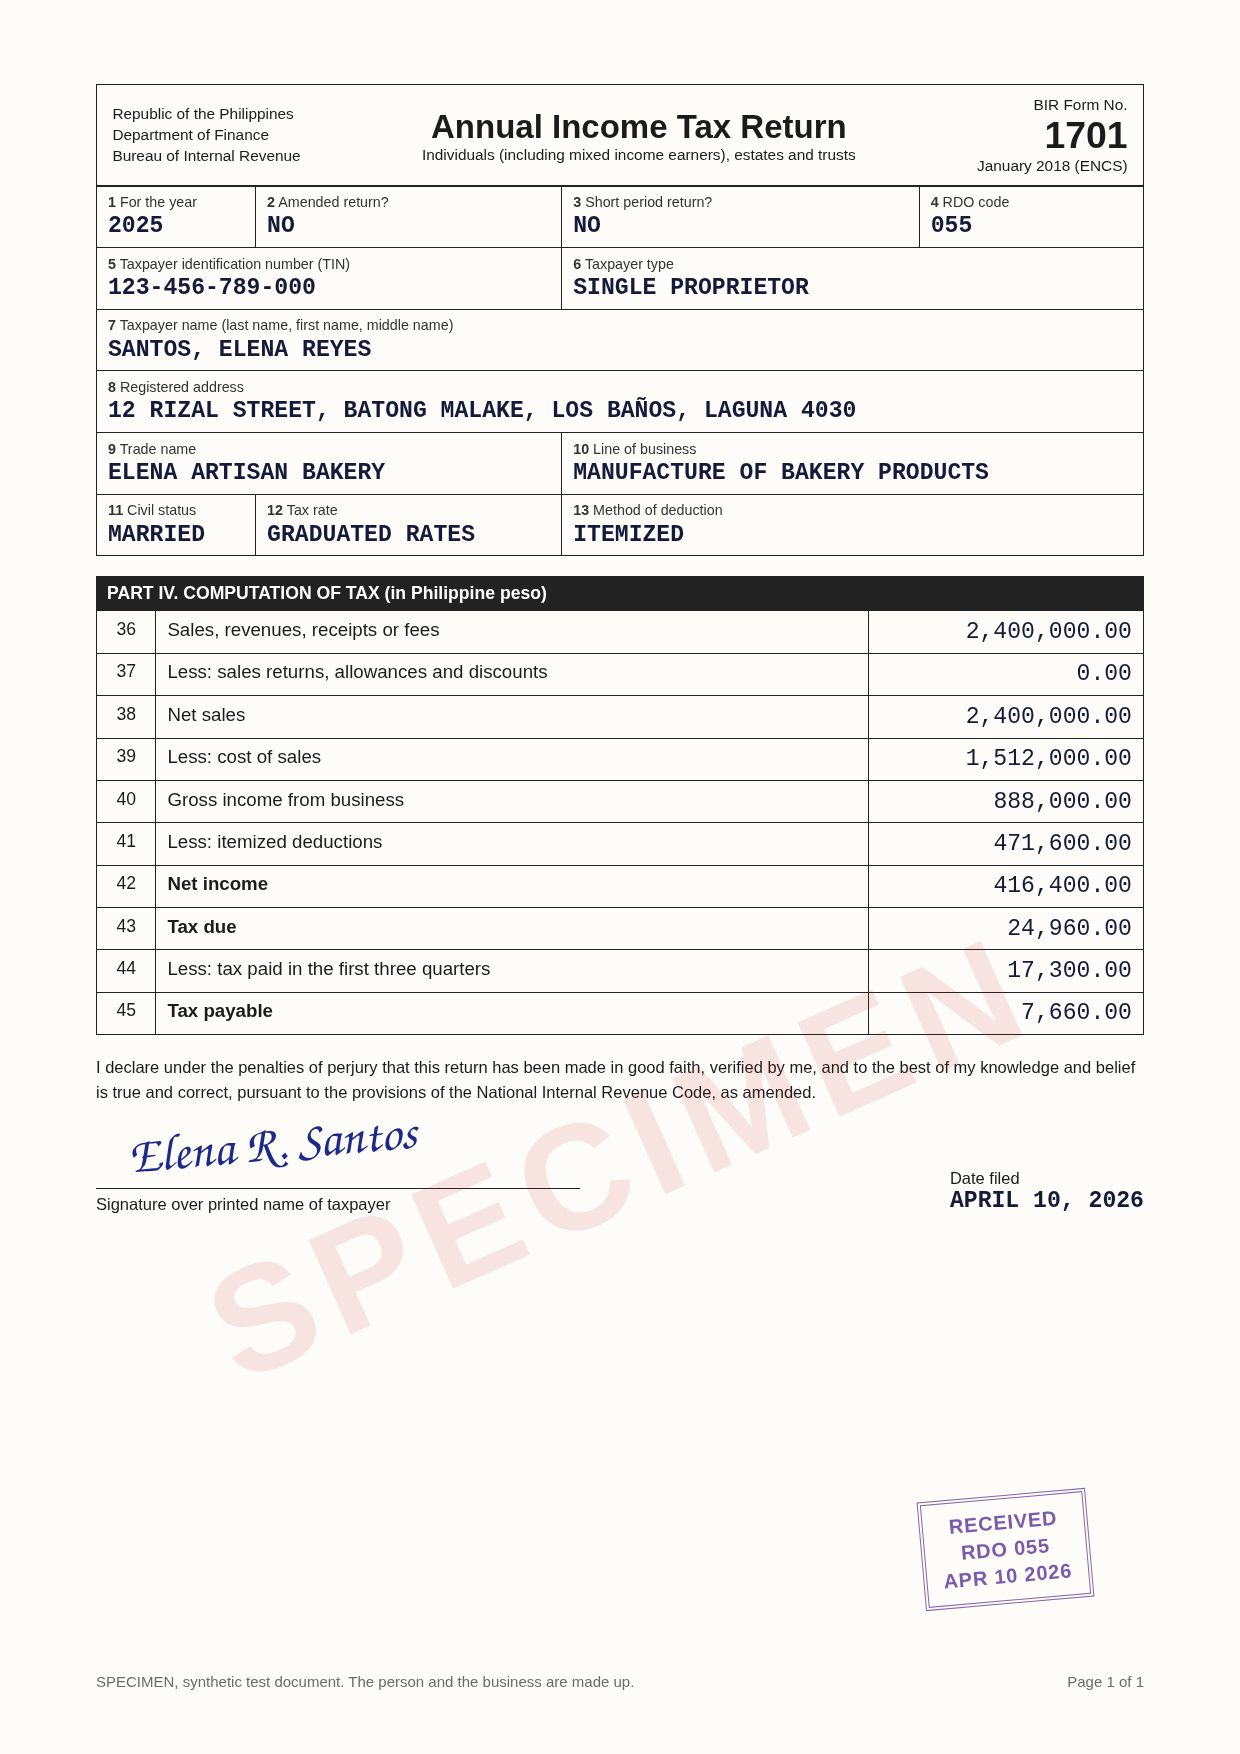 Republic of the Philippines
Department of Finance
Bureau of Internal Revenue
Annual Income Tax Return
Individuals (including mixed income earners), estates and trusts
BIR Form No.
1701
January 2018 (ENCS)
1 For the year
2025
2 Amended return?
NO
3 Short period return?
NO
4 RDO code
055
5 Taxpayer identification number (TIN)
123-456-789-000
6 Taxpayer type
SINGLE PROPRIETOR
7 Taxpayer name (last name, first name, middle name)
SANTOS, ELENA REYES
8 Registered address
12 RIZAL STREET, BATONG MALAKE, LOS BAÑOS, LAGUNA 4030
9 Trade name
ELENA ARTISAN BAKERY
10 Line of business
MANUFACTURE OF BAKERY PRODUCTS
11 Civil status
MARRIED
12 Tax rate
GRADUATED RATES
13 Method of deduction
ITEMIZED
PART IV. COMPUTATION OF TAX (in Philippine peso)
36 Sales, revenues, receipts or fees 2,400,000.00
37 Less: sales returns, allowances and discounts 0.00
38 Net sales 2,400,000.00
39 Less: cost of sales 1,512,000.00
40 Gross income from business 888,000.00
41 Less: itemized deductions 471,600.00
42 Net income 416,400.00
43 Tax due 24,960.00
44 Less: tax paid in the first three quarters 17,300.00
45 Tax payable 7,660.00
I declare under the penalties of perjury that this return has been made in good faith, verified by me, and to the best of my knowledge and belief
is true and correct, pursuant to the provisions of the National Internal Revenue Code, as amended.
Elena R. Santos
Signature over printed name of taxpayer
Date filed
APRIL 10, 2026
SPECIMEN
RECEIVED
RDO 055
APR 10 2026
SPECIMEN, synthetic test document. The person and the business are made up.
Page 1 of 1